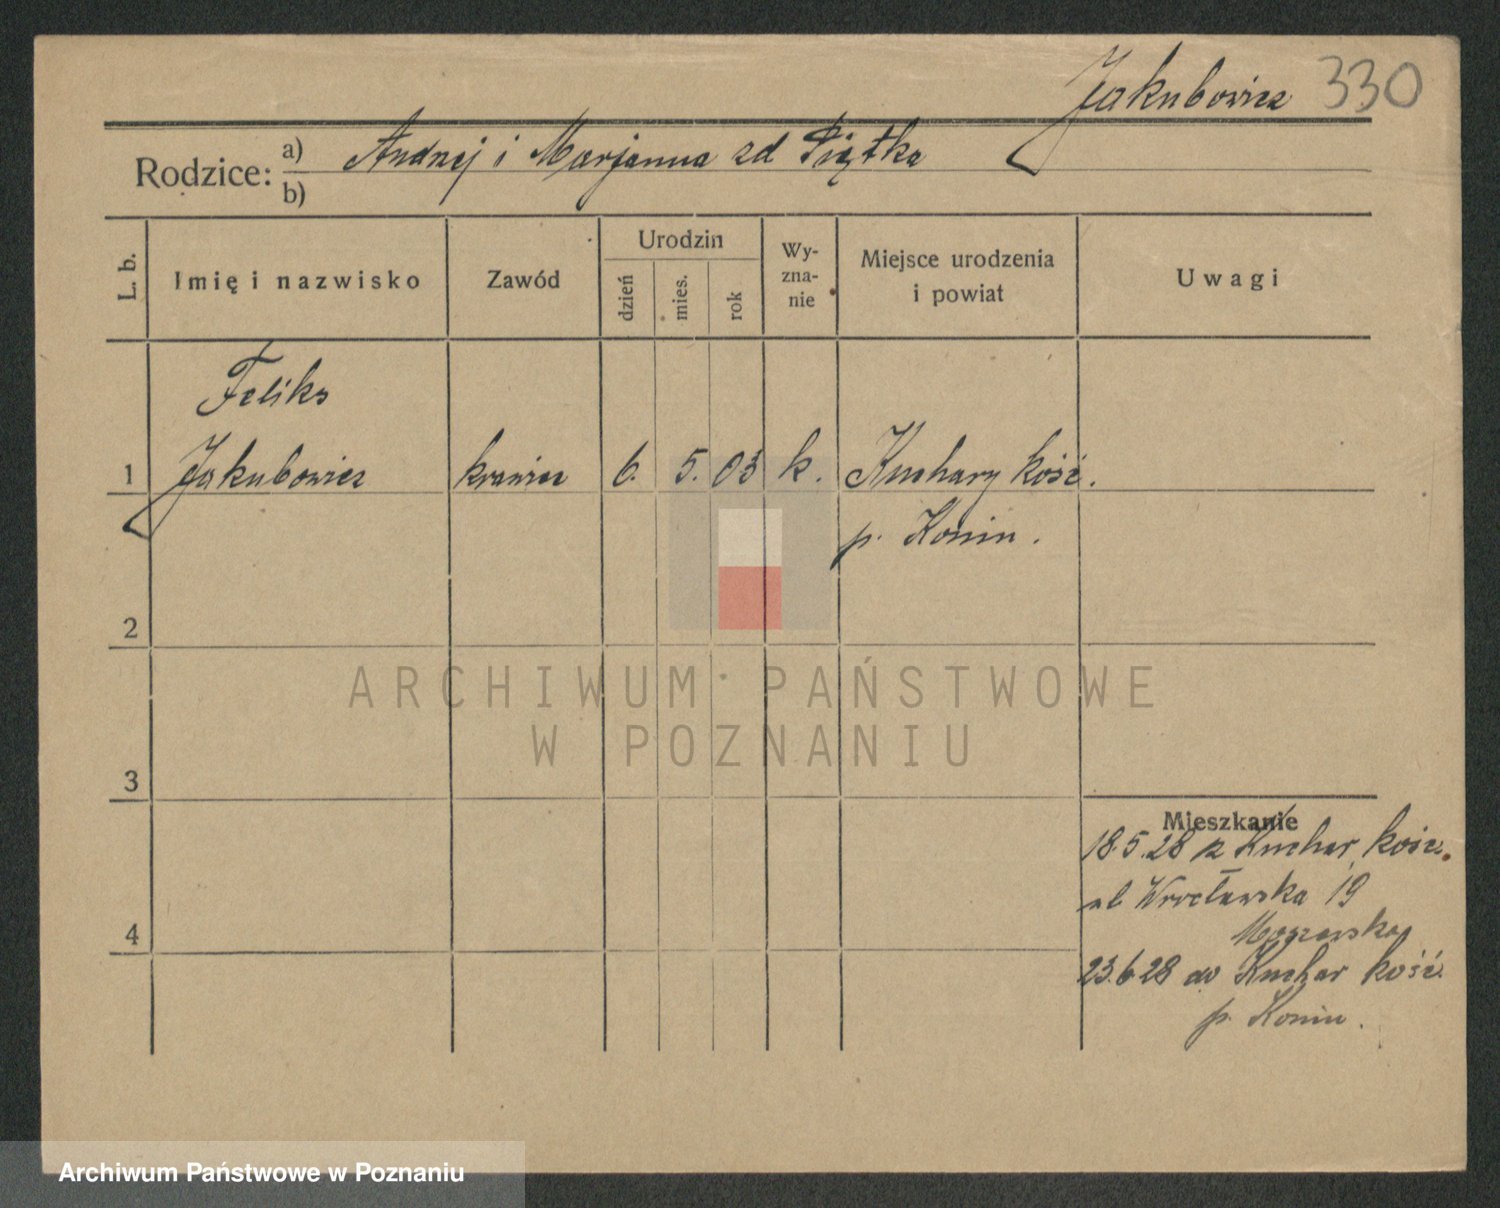 Jakubowicz 330
Rodzice: a) Andrzej i Marjanna zd Piątka
b)
L. b.
Imię i nazwisko
Zawód
Urodzin
dzień
mies.
rok
Wy-
zna-
nie
Miejsce urodzenia
i powiat
Uwagi
Feliks
1 Jakubowicz krawiec 6. 5. 03 k. Kuchary kość.
p. Konin.
2
3
4
Mieszkanie
18.5.28 z Kuchar kość.
ul Wrocławska 19
23.6.28 do Kuchar kość.
p. Konin.
ARCHIWUM PAŃSTWOWE
W POZNANIU
Archiwum Państwowe w Poznaniu